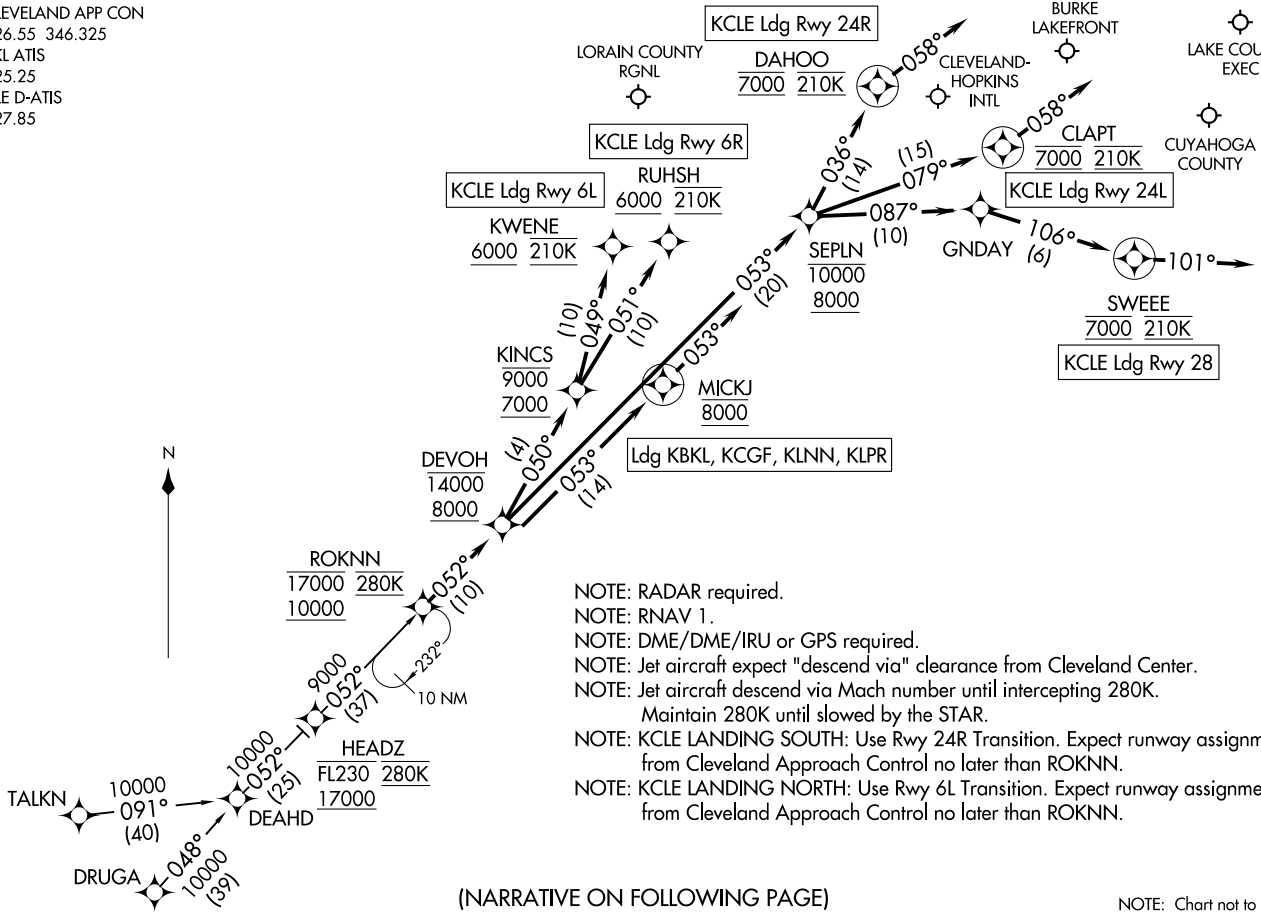 LEVELAND APP CON
26.55 346.325
KL ATIS
25.25
LE D-ATIS
27.85
KCLE Ldg Rwy 24R
DAHOO
7000 210K
058°
LORAIN COUNTY
RGNL
CLEVELAND-
HOPKINS
INTL
BURKE
LAKEFRONT
LAKE COU
EXEC
CUYAHOGA
COUNTY
058°
CLAPT
7000 210K
KCLE Ldg Rwy 24L
KCLE Ldg Rwy 6R
RUHSH
6000 210K
KCLE Ldg Rwy 6L
KWENE
6000 210K
036°
(14)
(15)
079°
087°
(10)
GNDAY
106°
(6)
101°
SWEEE
7000 210K
KCLE Ldg Rwy 28
SEPLN
10000
8000
053°
(20)
053°
(10)
049°
051°
(10)
KINCS
9000
7000
MICKJ
8000
Ldg KBKL, KCGF, KLNN, KLPR
(4)
050°
053°
(14)
N
DEVOH
14000
8000
052°
(10)
ROKNN
17000 280K
10000
232°
10 NM
9000
052°
(37)
HEADZ
FL230 280K
17000
10000
052°
(25)
DEAHD
TALKN
10000
091°
(40)
DRUGA
048°
10000
(39)
NOTE: RADAR required.
NOTE: RNAV 1.
NOTE: DME/DME/IRU or GPS required.
NOTE: Jet aircraft expect "descend via" clearance from Cleveland Center.
NOTE: Jet aircraft descend via Mach number until intercepting 280K.
Maintain 280K until slowed by the STAR.
NOTE: KCLE LANDING SOUTH: Use Rwy 24R Transition. Expect runway assignm
from Cleveland Approach Control no later than ROKNN.
NOTE: KCLE LANDING NORTH: Use Rwy 6L Transition. Expect runway assignme
from Cleveland Approach Control no later than ROKNN.
(NARRATIVE ON FOLLOWING PAGE)
NOTE: Chart not to